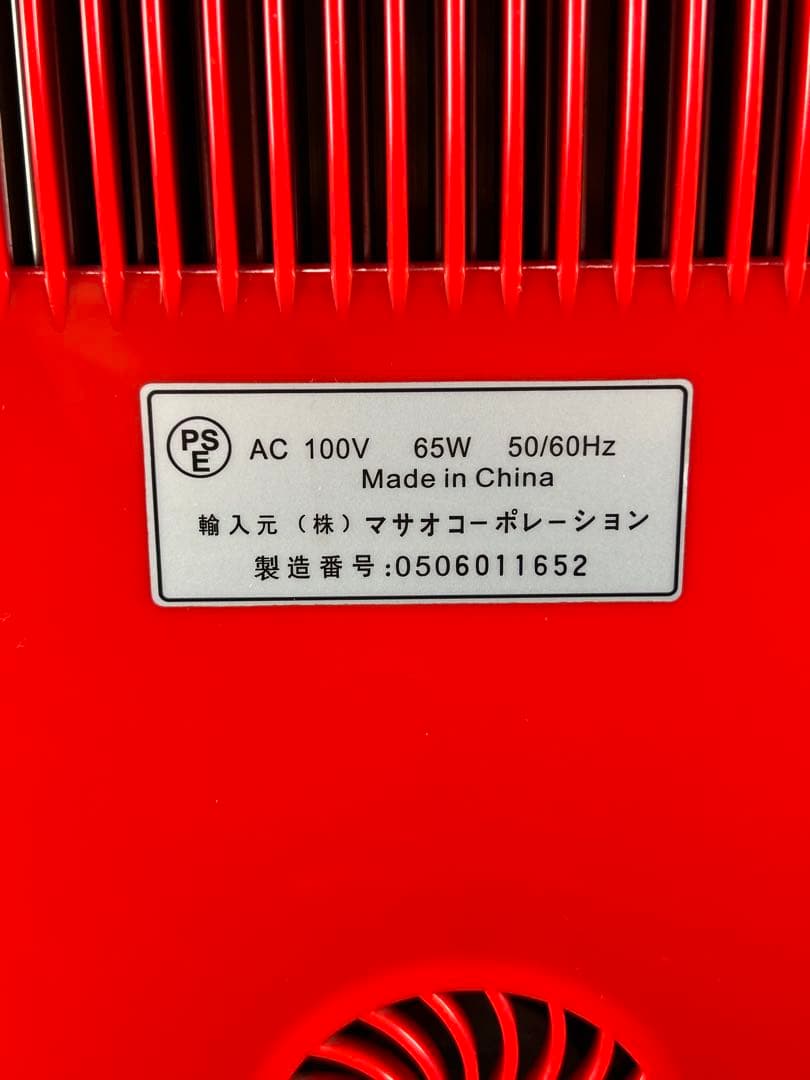 PSE AC 100V 65W 50/60Hz
Made in China
輸入元（株）マサオコーポレーション
製造番号:0506011652